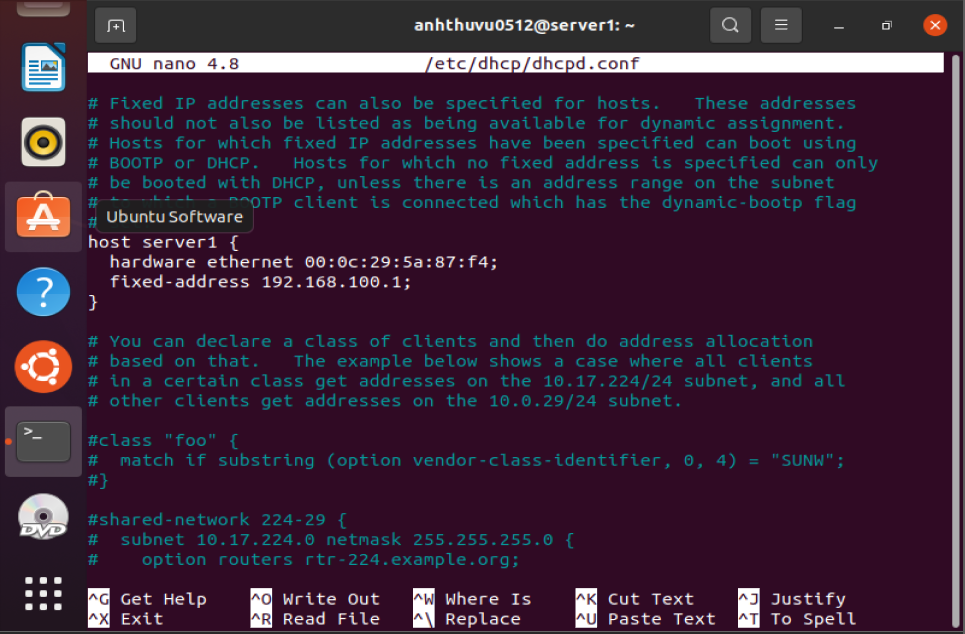 anhthuvu0512@server1: ~
GNU nano 4.8 /etc/dhcp/dhcpd.conf
# Fixed IP addresses can also be specified for hosts.   These addresses
# should not also be listed as being available for dynamic assignment.
# Hosts for which fixed IP addresses have been specified can boot using
# BOOTP or DHCP.   Hosts for which no fixed address is specified can only
# be booted with DHCP, unless there is an address range on the subnet
# BOOTP client is connected which has the dynamic-bootp flag
Ubuntu Software
#
host server1 {
  hardware ethernet 00:0c:29:5a:87:f4;
  fixed-address 192.168.100.1;
}
# You can declare a class of clients and then do address allocation
# based on that.   The example below shows a case where all clients
# in a certain class get addresses on the 10.17.224/24 subnet, and all
# other clients get addresses on the 10.0.29/24 subnet.
#class "foo" {
#  match if substring (option vendor-class-identifier, 0, 4) = "SUNW";
#}
#shared-network 224-29 {
#  subnet 10.17.224.0 netmask 255.255.255.0 {
#    option routers rtr-224.example.org;
^G Get Help ^O Write Out ^W Where Is ^K Cut Text ^J Justify
^X Exit ^R Read File ^\ Replace ^U Paste Text ^T To Spell
DVD